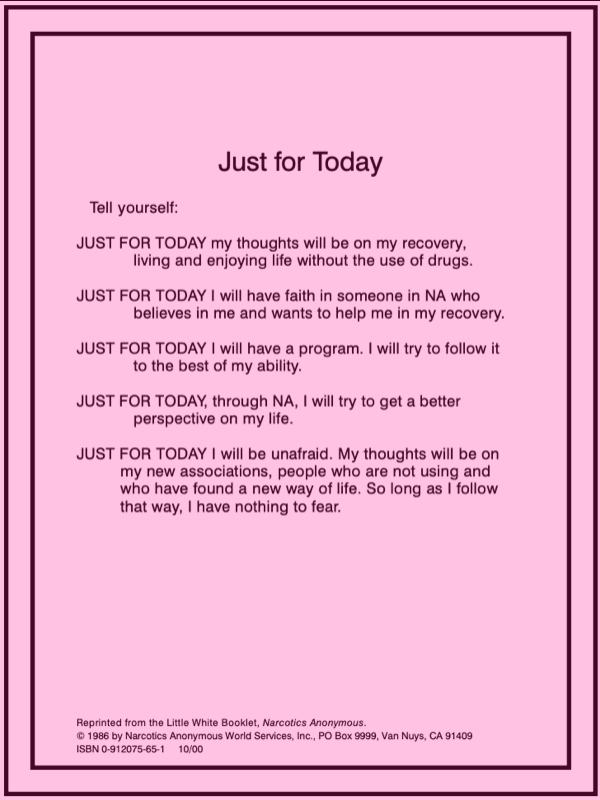 Just for Today
Tell yourself:
JUST FOR TODAY my thoughts will be on my recovery,
living and enjoying life without the use of drugs.
JUST FOR TODAY I will have faith in someone in NA who
believes in me and wants to help me in my recovery.
JUST FOR TODAY I will have a program. I will try to follow it
to the best of my ability.
JUST FOR TODAY, through NA, I will try to get a better
perspective on my life.
JUST FOR TODAY I will be unafraid. My thoughts will be on
my new associations, people who are not using and
who have found a new way of life. So long as I follow
that way, I have nothing to fear.
Reprinted from the Little White Booklet, Narcotics Anonymous.
© 1986 by Narcotics Anonymous World Services, Inc., PO Box 9999, Van Nuys, CA 91409
ISBN 0-912075-65-1 10/00